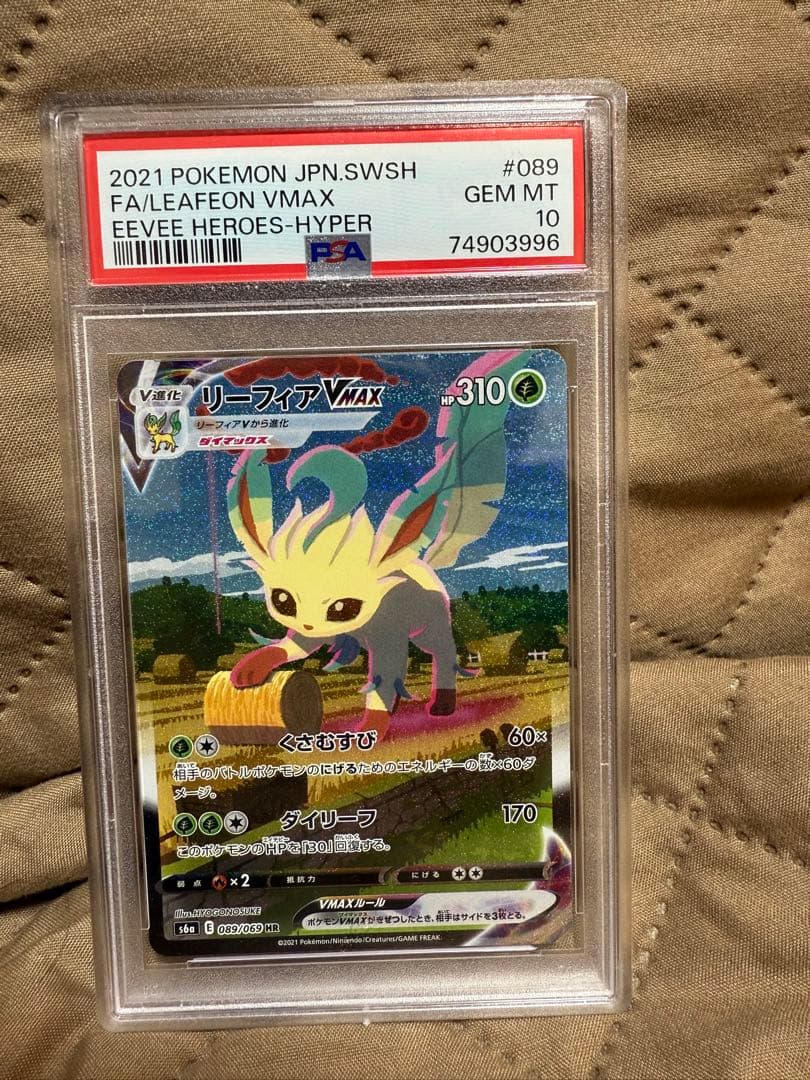 2021 POKEMON JPN.SWSH #089
FA/LEAFEON VMAX GEM MT
EEVEE HEROES-HYPER 10
PSA 74903996
V進化 リーフィアVMAX HP310
リーフィアVから進化
ダイマックス
くさむすび 60×
相手のバトルポケモンのにげるためのエネルギーの数×60ダ
メージ。
ダイリーフ 170
このポケモンのHPを「30」回復する。
弱点 ×2 抵抗力 にげる
VMAXルール
Illus.HYOGONOSUKE
ポケモンVMAXがきぜつしたとき、相手はサイドを3枚とる。
s6a E 089/069 HR
©2021 Pokémon/Nintendo/Creatures/GAME FREAK.